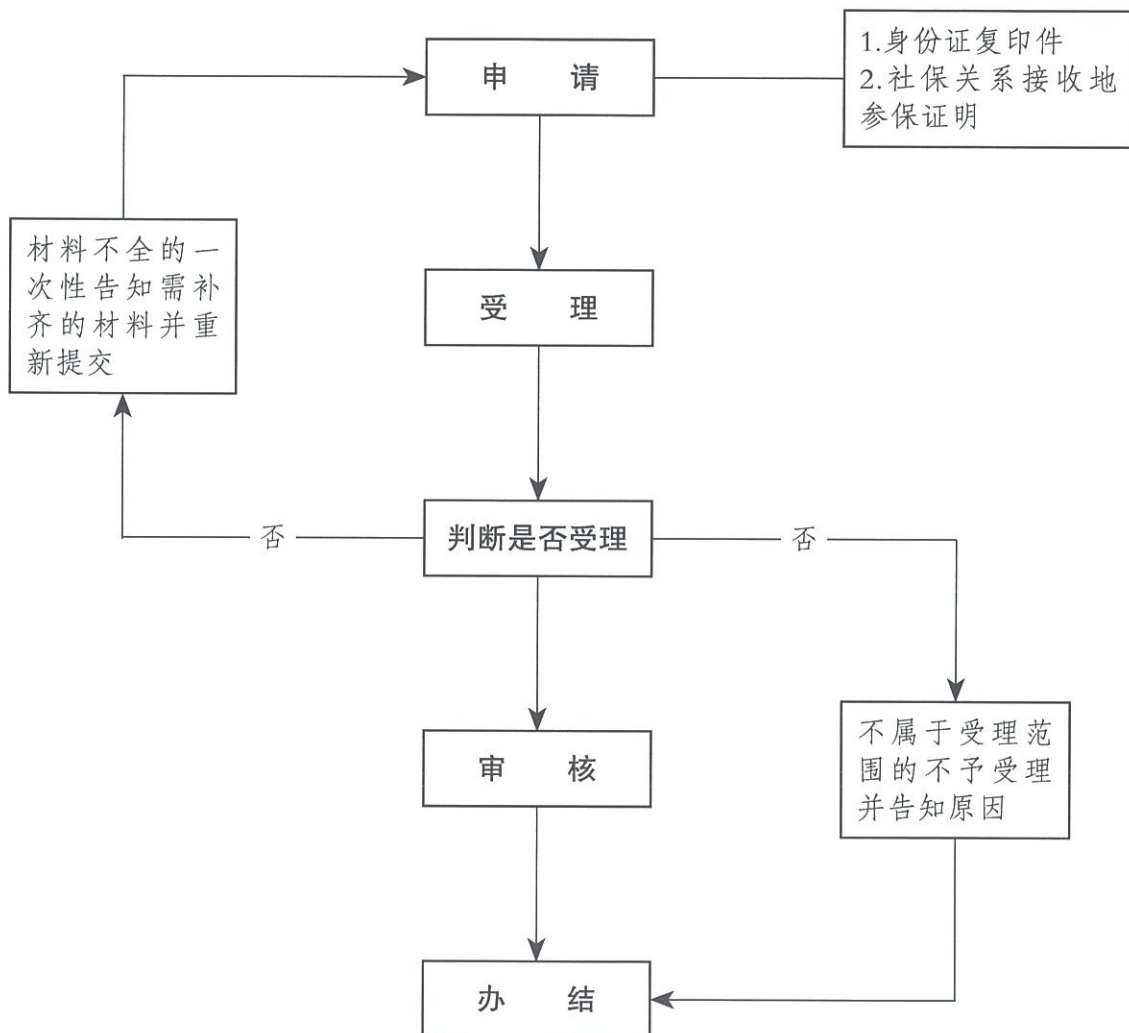 申 请
1.身份证复印件
2.社保关系接收地
参保证明
材料不全的一
次性告知需补
齐的材料并重
新提交
受 理
否
判断是否受理
否
审 核
不属于受理范
围的不予受理
并告知原因
办 结